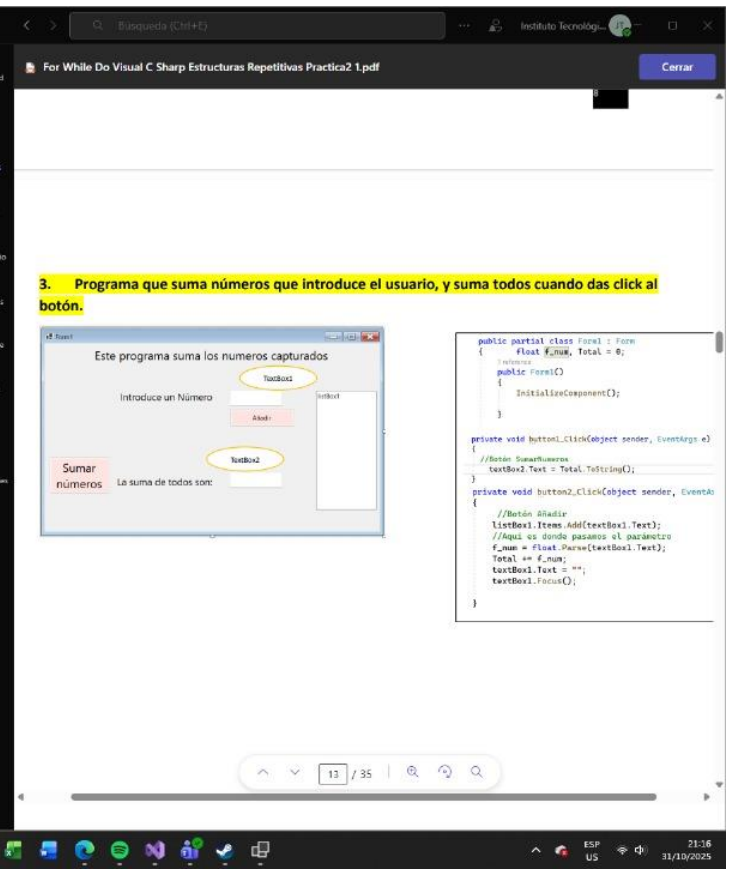 Búsqueda (Ctrl+E)
Instituto Tecnológi...
JT
For While Do Visual C Sharp Estructuras Repetitivas Practica2 1.pdf
Cerrar
3. Programa que suma números que introduce el usuario, y suma todos cuando das click al
botón.
Form1
Este programa suma los numeros capturados
TextBox1
Introduce un Número
listBox1
Añadir
TextBox2
Sumar
números
La suma de todos son:
public partial class Form1 : Form
{ float f_num, Total = 0;
1 reference
public Form1()
{
InitializeComponent();
}
private void button1_Click(object sender, EventArgs e)
{
//Botón SumarNumeros
textBox2.Text = Total.ToString();
}
private void button2_Click(object sender, EventA
{
//Botón Añadir
listBox1.Items.Add(textBox1.Text);
//Aqui es donde pasamos el parámetro
f_num = float.Parse(textBox1.Text);
Total += f_num;
textBox1.Text = "";
textBox1.Focus();
}
13 / 35
ESP
US
21:16
31/10/2025